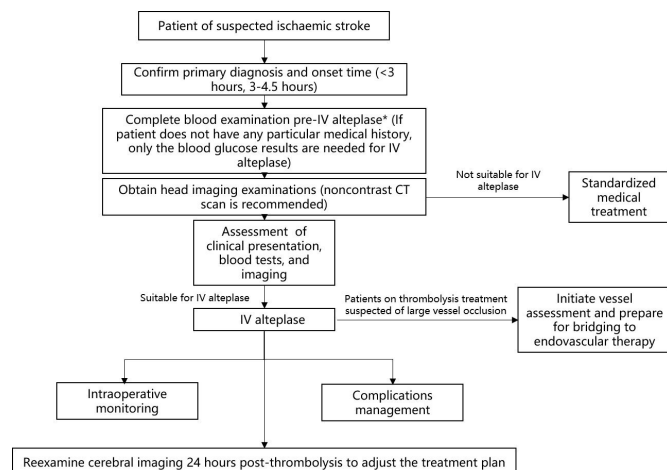 Patient of suspected ischaemic stroke
Confirm primary diagnosis and onset time (<3
hours, 3-4.5 hours)
Complete blood examination pre-IV alteplase* (If
patient does not have any particular medical history,
only the blood glucose results are needed for IV
alteplase)
Obtain head imaging examinations (noncontrast CT
scan is recommended)
Not suitable for IV
alteplase
Standardized
medical
treatment
Assessment of
clinical presentation,
blood tests, and
imaging
Suitable for IV alteplase
IV alteplase
Patients on thrombolysis treatment
suspected of large vessel occlusion
Initiate vessel
assessment and prepare
for bridging to
endovascular therapy
Intraoperative
monitoring
Complications
management
Reexamine cerebral imaging 24 hours post-thrombolysis to adjust the treatment plan